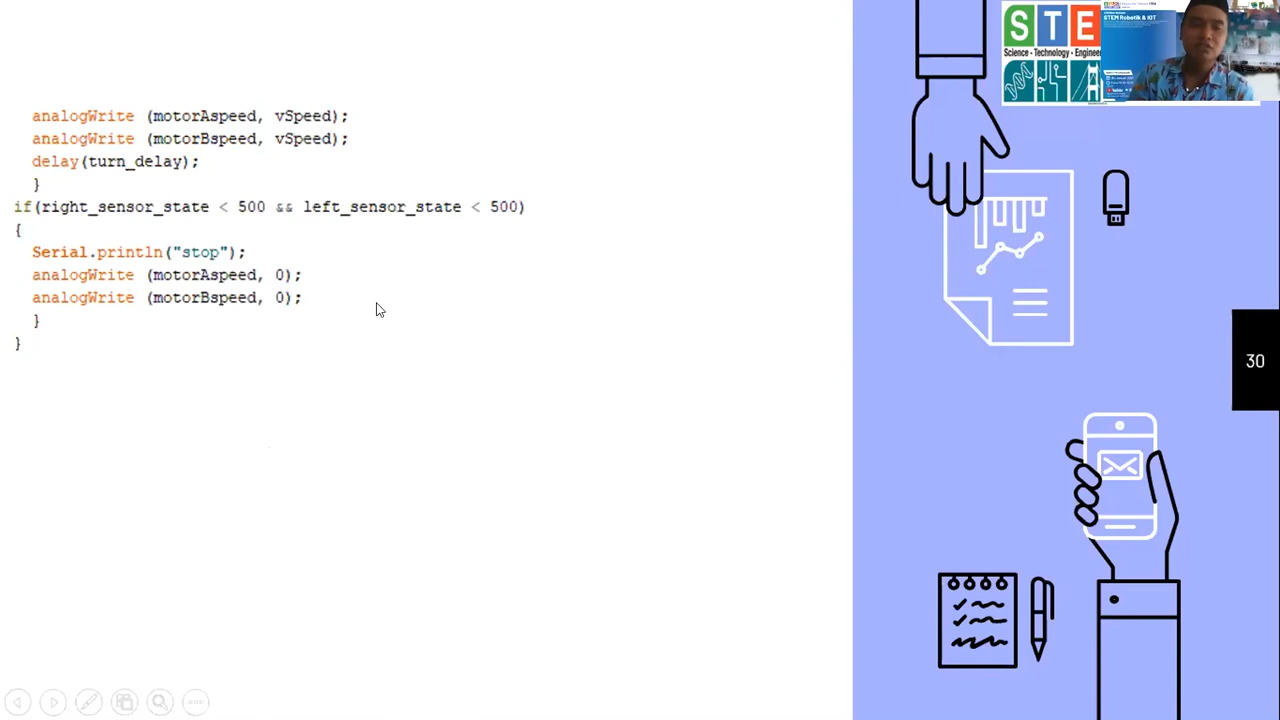 analogWrite (motorAspeed, vSpeed);
analogWrite (motorBspeed, vSpeed);
delay(turn_delay);
}
if(right_sensor_state < 500 && left_sensor_state < 500)
{
Serial.println("stop");
analogWrite (motorAspeed, 0);
analogWrite (motorBspeed, 0);
}
}
STE
Science - Technology - Engineer
STEM Robotik & IOT
30